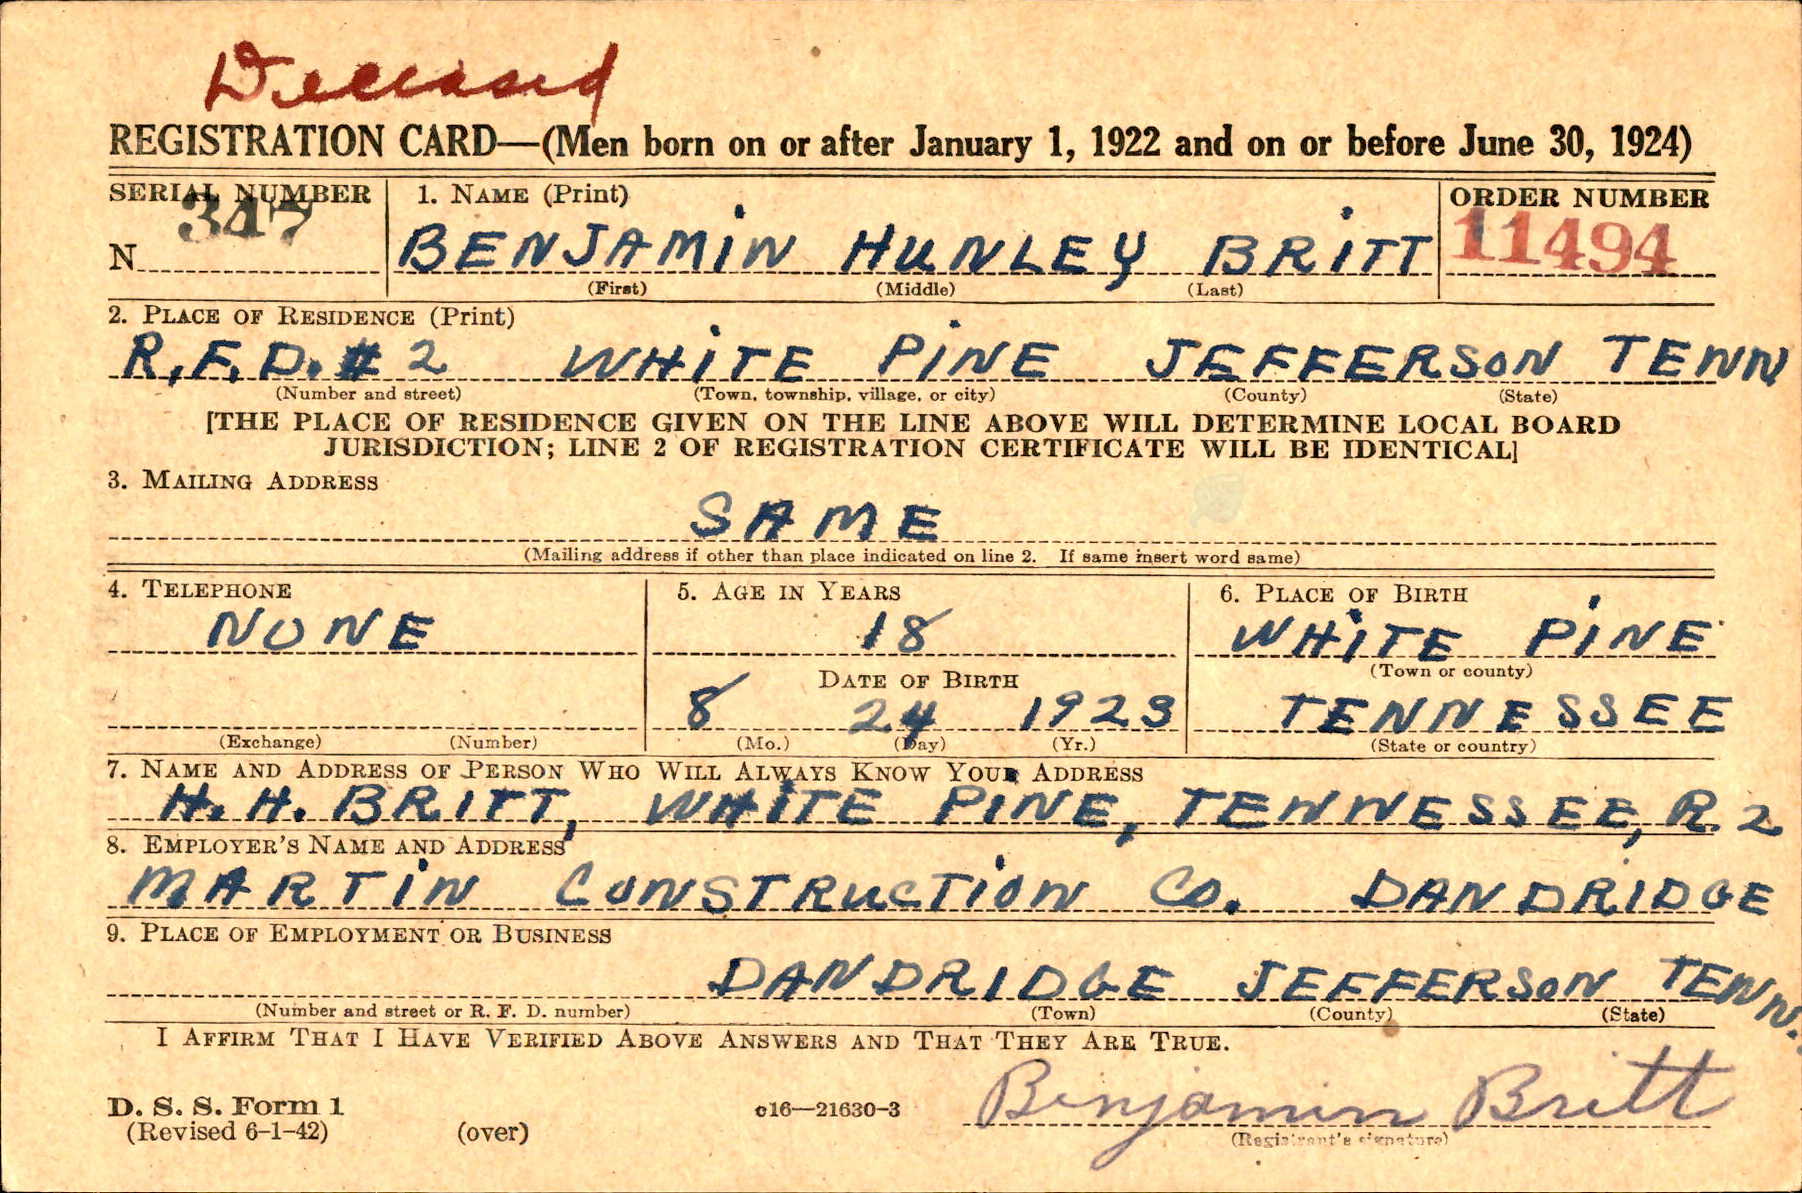 Deceased
REGISTRATION CARD—(Men born on or after January 1, 1922 and on or before June 30, 1924)
SERIAL NUMBER 1. NAME (Print) ORDER NUMBER
N 347 BENJAMIN HUNLEY BRITT 11494
(First) (Middle) (Last)
2. PLACE OF RESIDENCE (Print)
R.F.D. # 2 WHITE PINE JEFFERSON TENN
(Number and street) (Town, township, village, or city) (County) (State)
[THE PLACE OF RESIDENCE GIVEN ON THE LINE ABOVE WILL DETERMINE LOCAL BOARD
JURISDICTION; LINE 2 OF REGISTRATION CERTIFICATE WILL BE IDENTICAL]
3. MAILING ADDRESS
SAME
(Mailing address if other than place indicated on line 2. If same insert word same)
4. TELEPHONE 5. AGE IN YEARS 6. PLACE OF BIRTH
NONE 18 WHITE PINE
(Town or county)
DATE OF BIRTH
8 24 1923 TENNESSEE
(Exchange) (Number) (Mo.) (Day) (Yr.) (State or country)
7. NAME AND ADDRESS OF PERSON WHO WILL ALWAYS KNOW YOUR ADDRESS
H. H. BRITT, WHITE PINE, TENNESSEE, R. 2
8. EMPLOYER'S NAME AND ADDRESS
MARTIN CONSTRUCTION CO. DANDRIDGE
9. PLACE OF EMPLOYMENT OR BUSINESS
DANDRIDGE JEFFERSON TENN.
(Number and street or R. F. D. number) (Town) (County) (State)
I AFFIRM THAT I HAVE VERIFIED ABOVE ANSWERS AND THAT THEY ARE TRUE.
Benjamin Britt
D. S. S. Form 1 c16—21630-3
(Registrant's signature)
(Revised 6-1-42) (over)